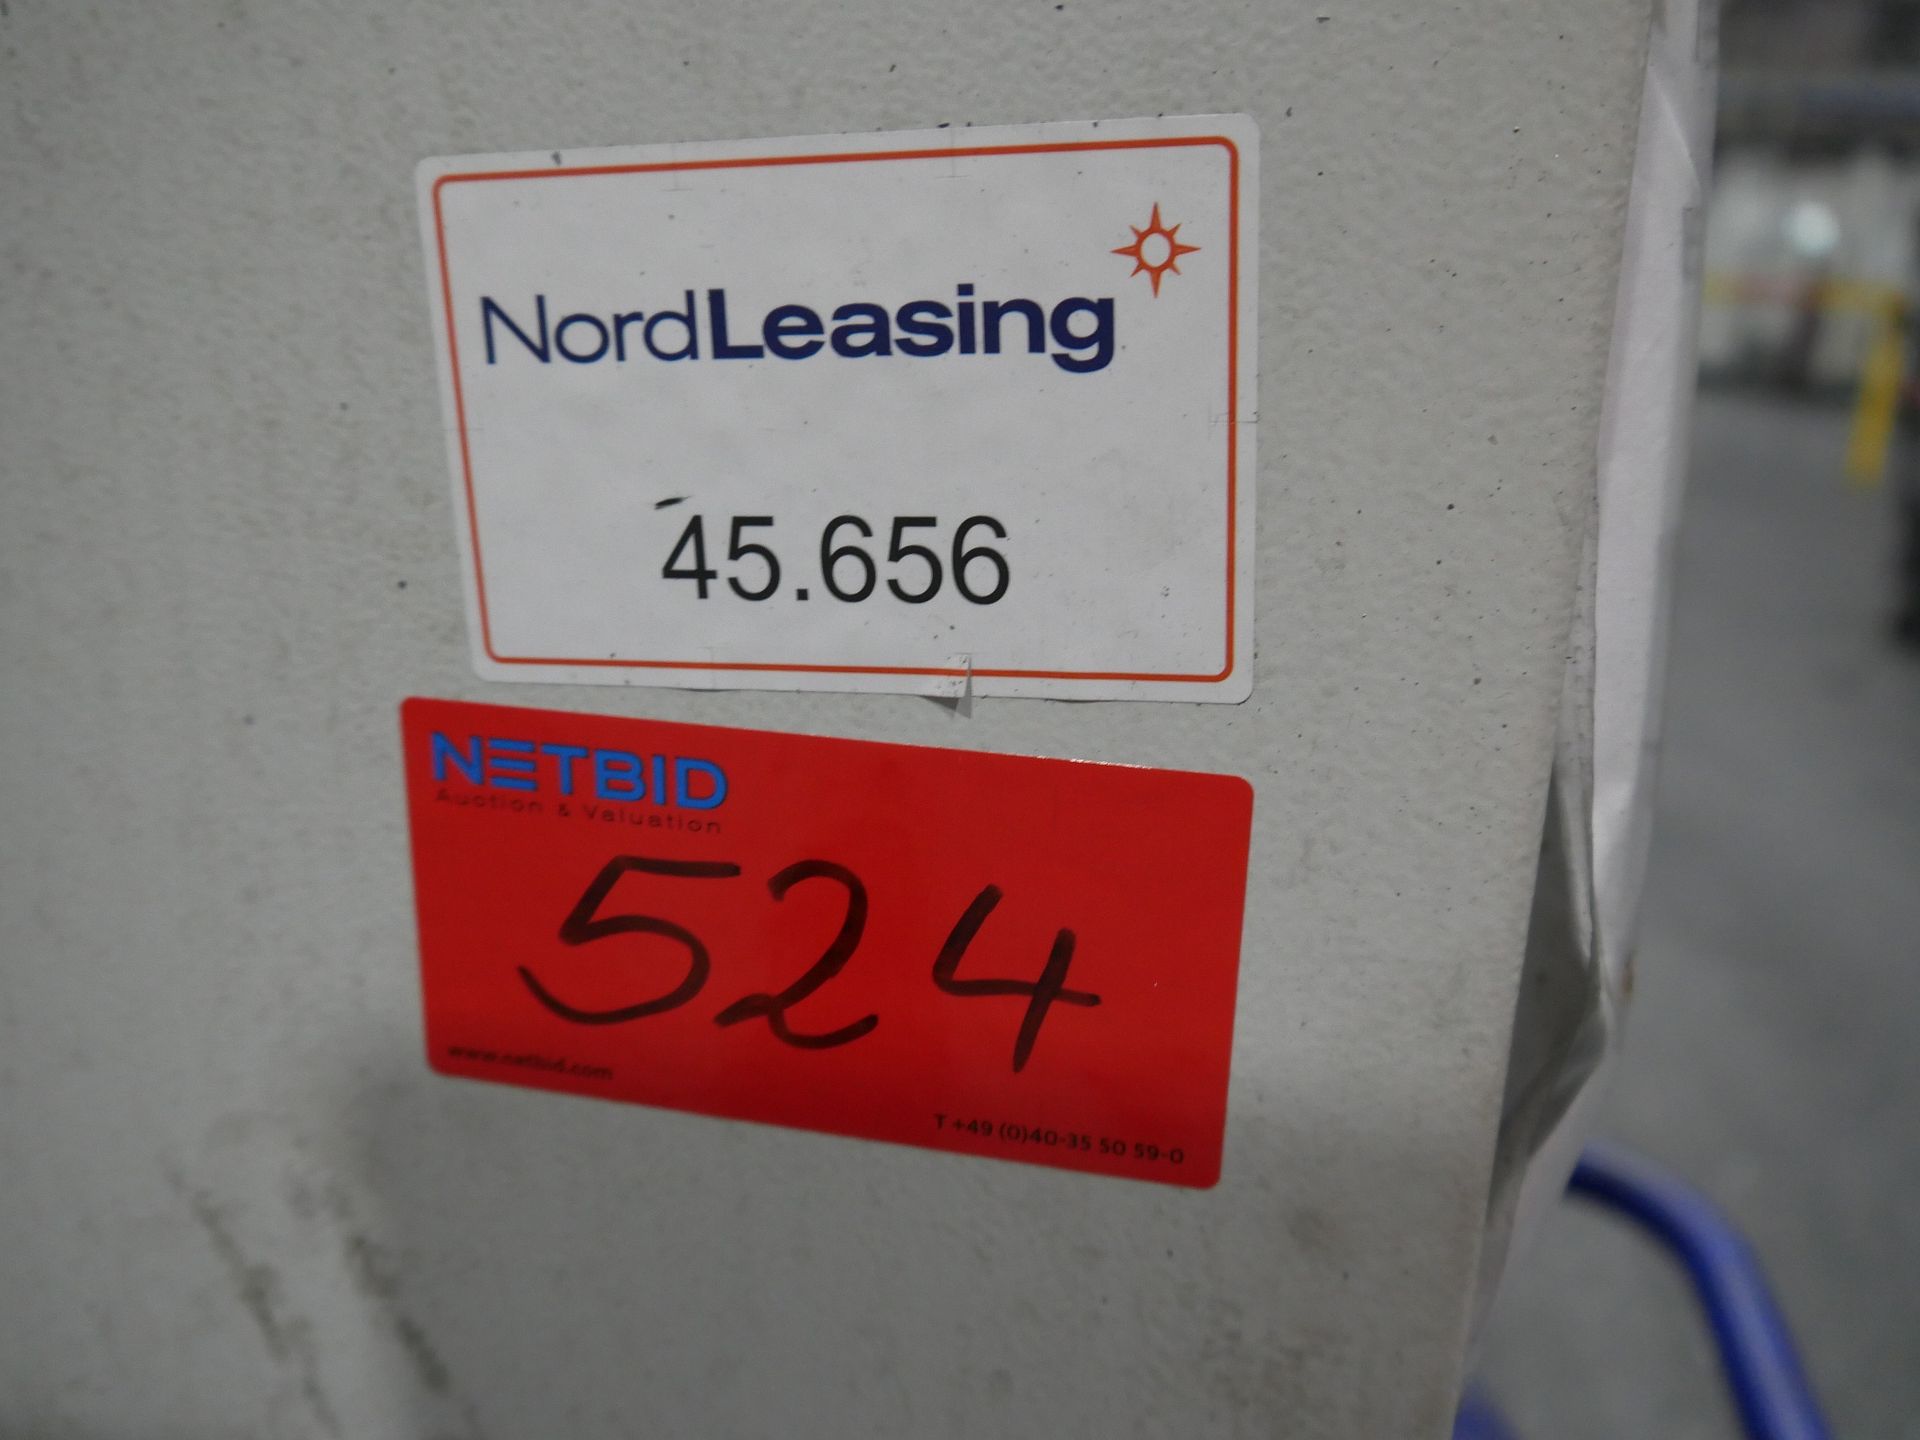 NordLeasing
45.656
NETBID
Auction & Valuation
524
www.netbid.com
T +49 (0)40-35 50 59-0